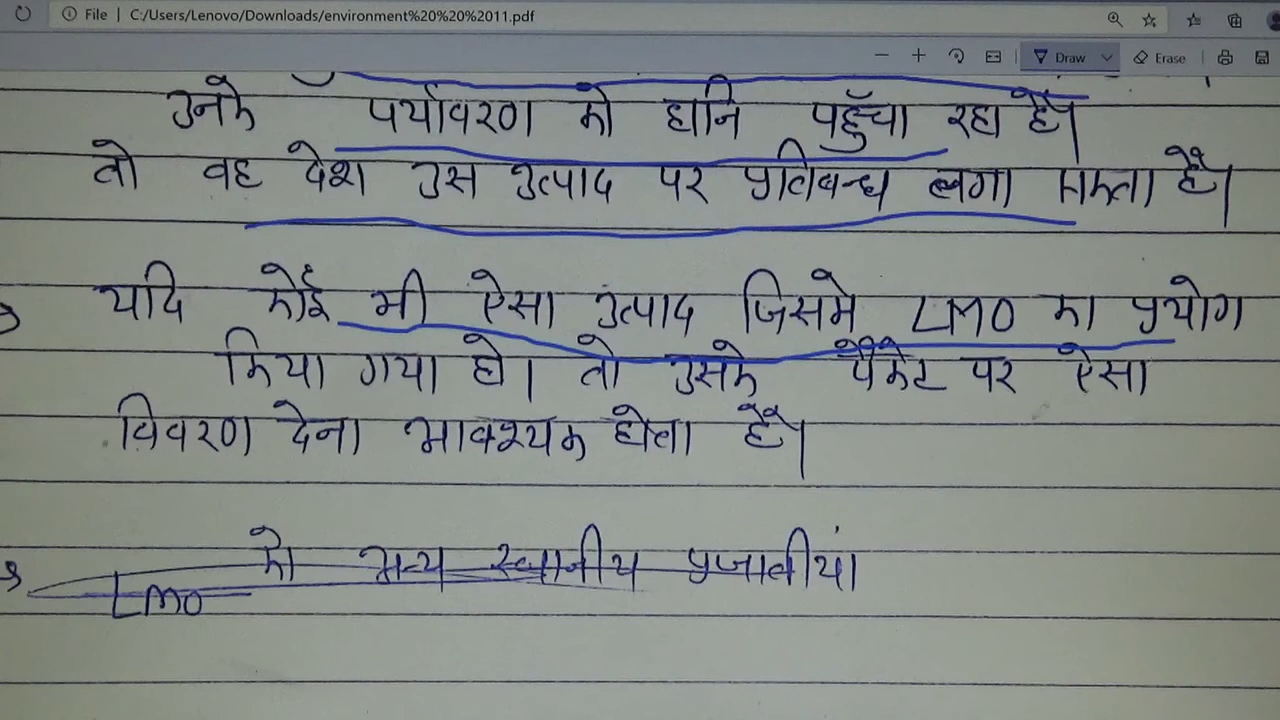 File | C:/Users/Lenovo/Downloads/environment%20%20%2011.pdf
Draw Erase
उनके पर्यावरण को हानि पहुँचा रहा है।
तो वह देश उस उत्पाद पर प्रतिबन्ध लगा सकता है।
यदि कोई भी ऐसा उत्पाद जिसमे LMO का प्रयोग
किया गया हो। तो उसके पैकेट पर ऐसा
विवरण देना आवश्यक होता है।
को अन्य स्थानीय प्रजातीयां
LMO